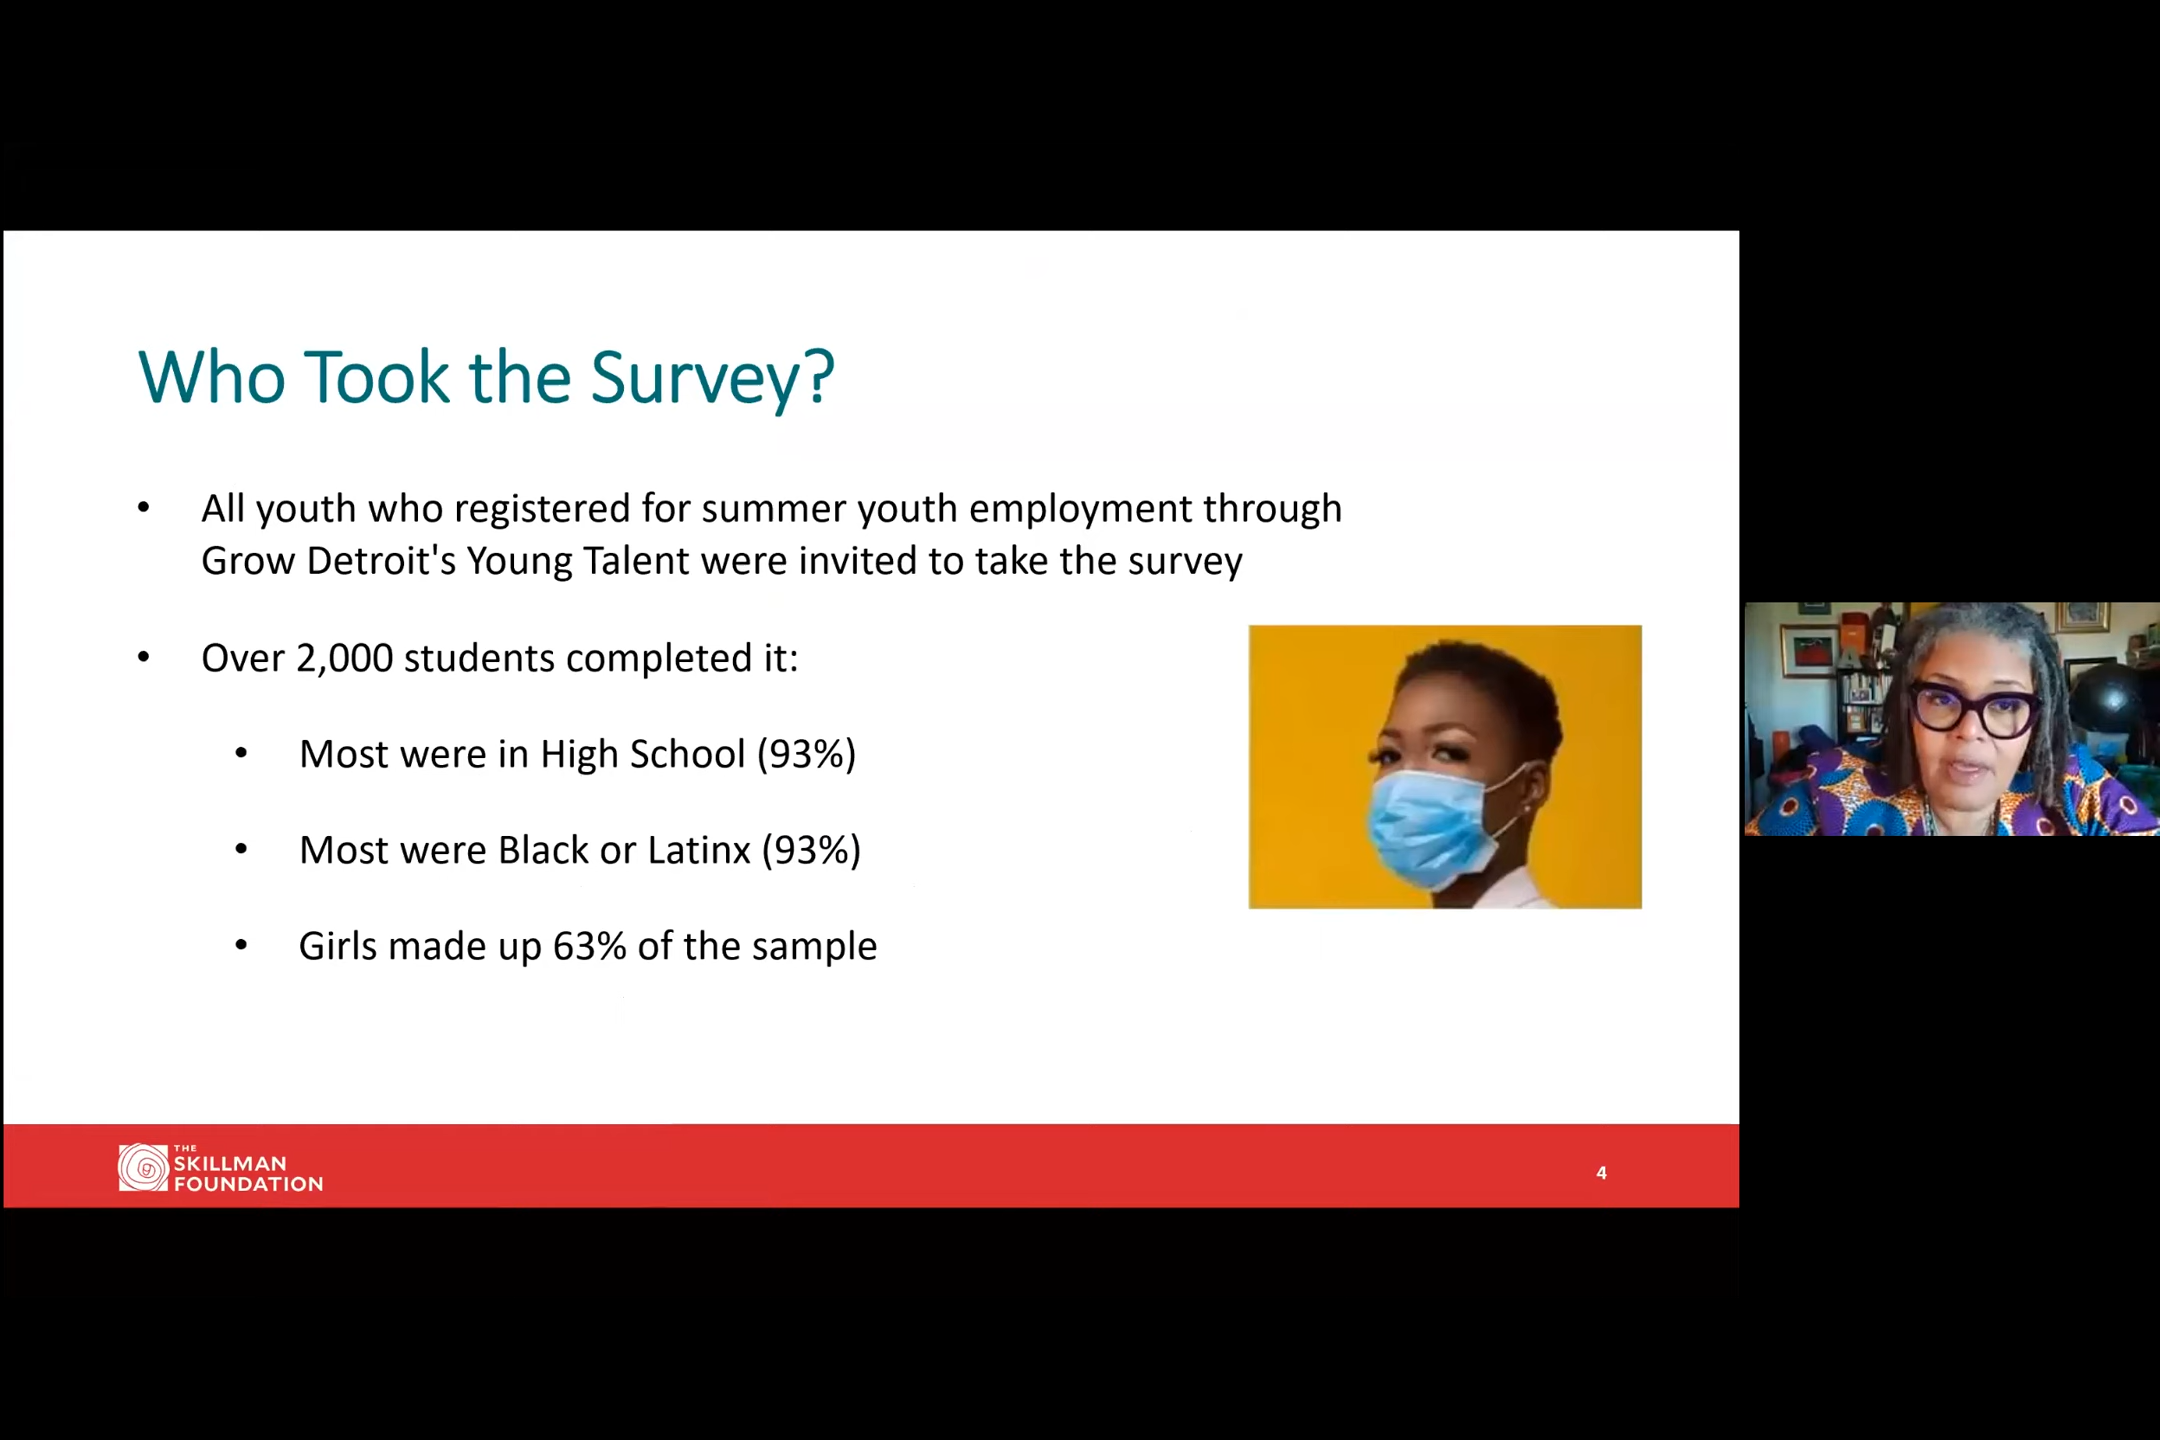 Who Took the Survey?
• All youth who registered for summer youth employment through
Grow Detroit's Young Talent were invited to take the survey
• Over 2,000 students completed it:
• Most were in High School (93%)
• Most were Black or Latinx (93%)
• Girls made up 63% of the sample
THE
SKILLMAN
FOUNDATION
4